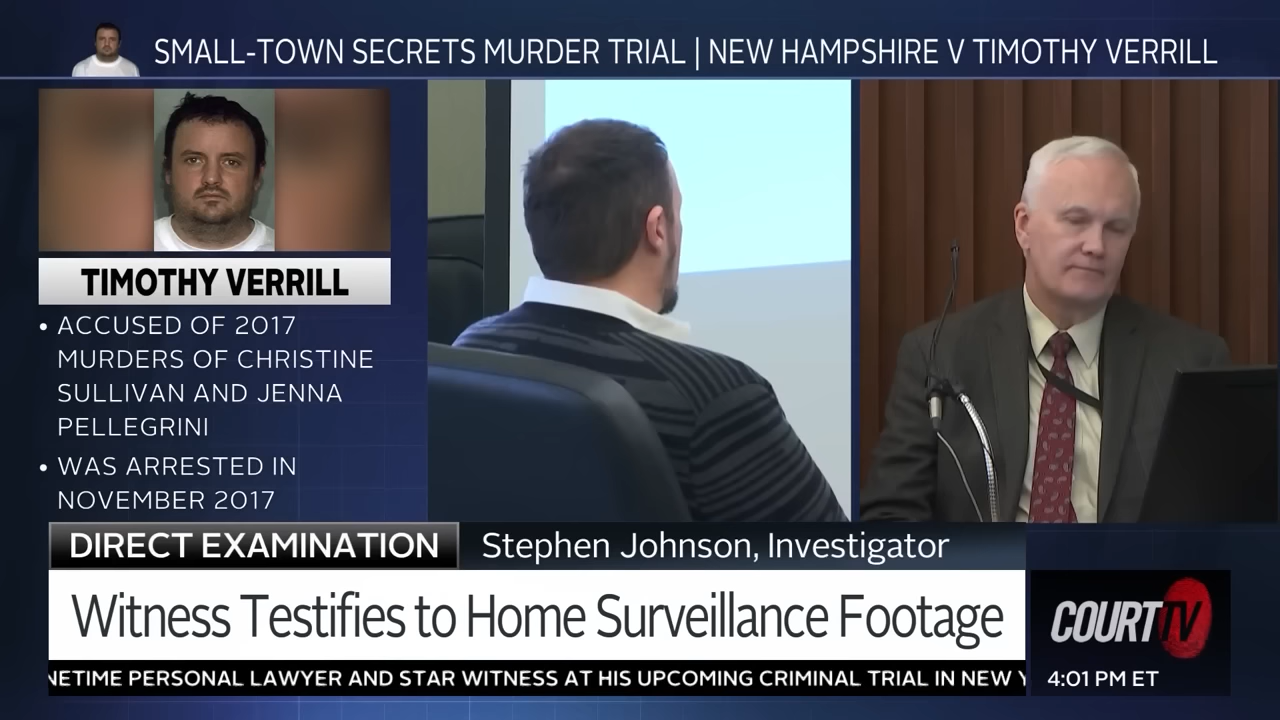 SMALL-TOWN SECRETS MURDER TRIAL | NEW HAMPSHIRE V TIMOTHY VERRILL
TIMOTHY VERRILL
• ACCUSED OF 2017
MURDERS OF CHRISTINE
SULLIVAN AND JENNA
PELLEGRINI
• WAS ARRESTED IN
NOVEMBER 2017
DIRECT EXAMINATION
Stephen Johnson, Investigator
Witness Testifies to Home Surveillance Footage
COURT TV
NETIME PERSONAL LAWYER AND STAR WITNESS AT HIS UPCOMING CRIMINAL TRIAL IN NEW
4:01 PM ET